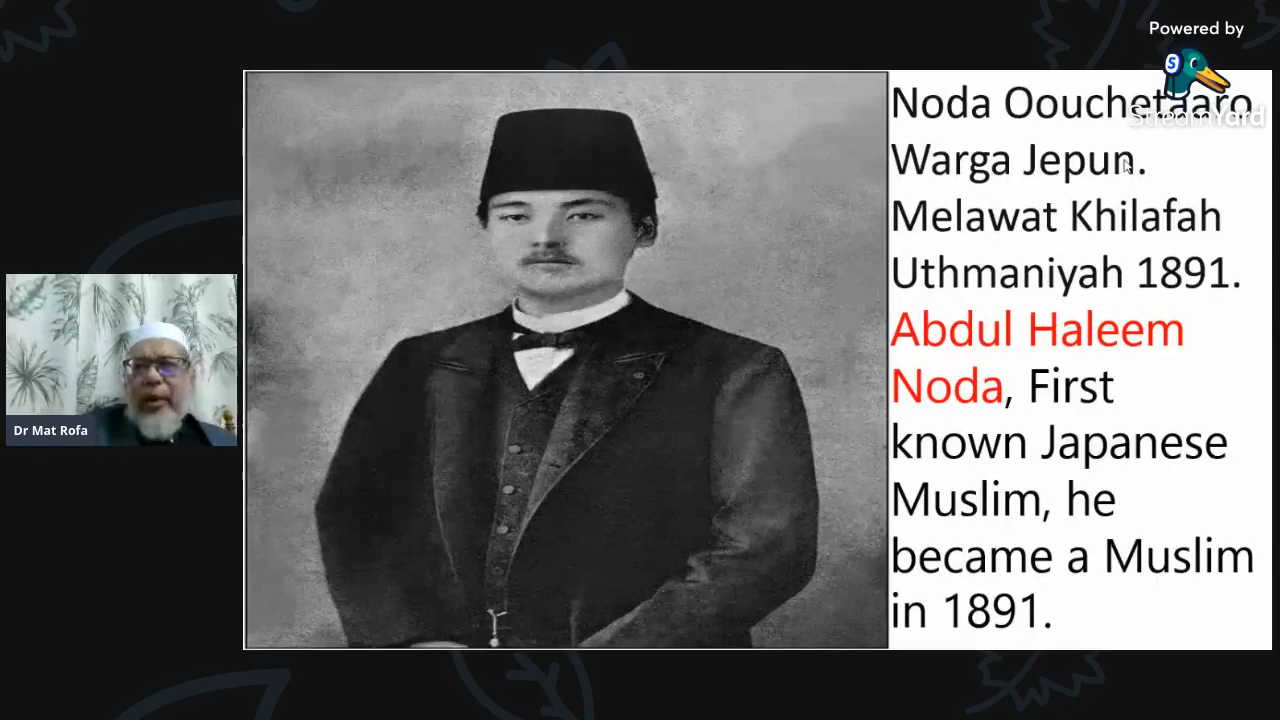 Powered by
StreamYard
Noda Oouchetaaro
Warga Jepun.
Melawat Khilafah
Uthmaniyah 1891.
Abdul Haleem
Noda, First
known Japanese
Muslim, he
became a Muslim
in 1891.
Dr Mat Rofa